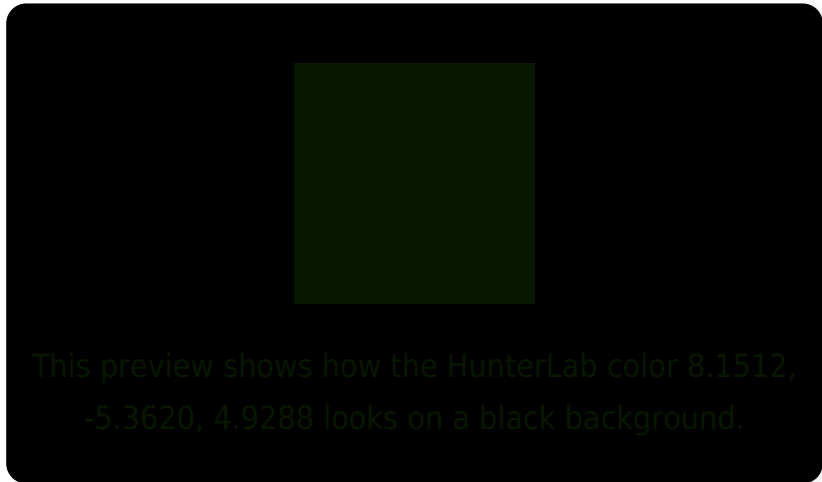 This preview shows how the HunterLab color 8.1512,
-5.3620, 4.9288 looks on a black background.